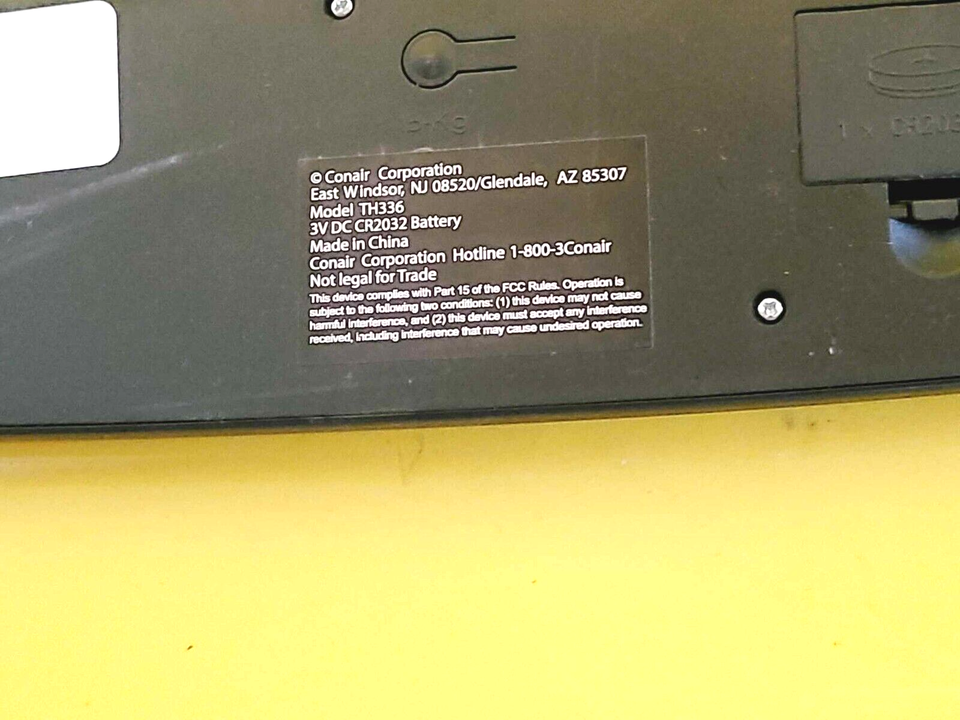 © Conair Corporation
East Windsor, NJ 08520/Glendale, AZ 85307
Model TH336
3V DC CR2032 Battery
Made in China
Conair Corporation Hotline 1-800-3Conair
Not legal for Trade
This device complies with Part 15 of the FCC Rules. Operation is
subject to the following two conditions: (1) this device may not cause
harmful interference, and (2) this device must accept any interference
received, including interference that may cause undesired operation.
1 x CR203